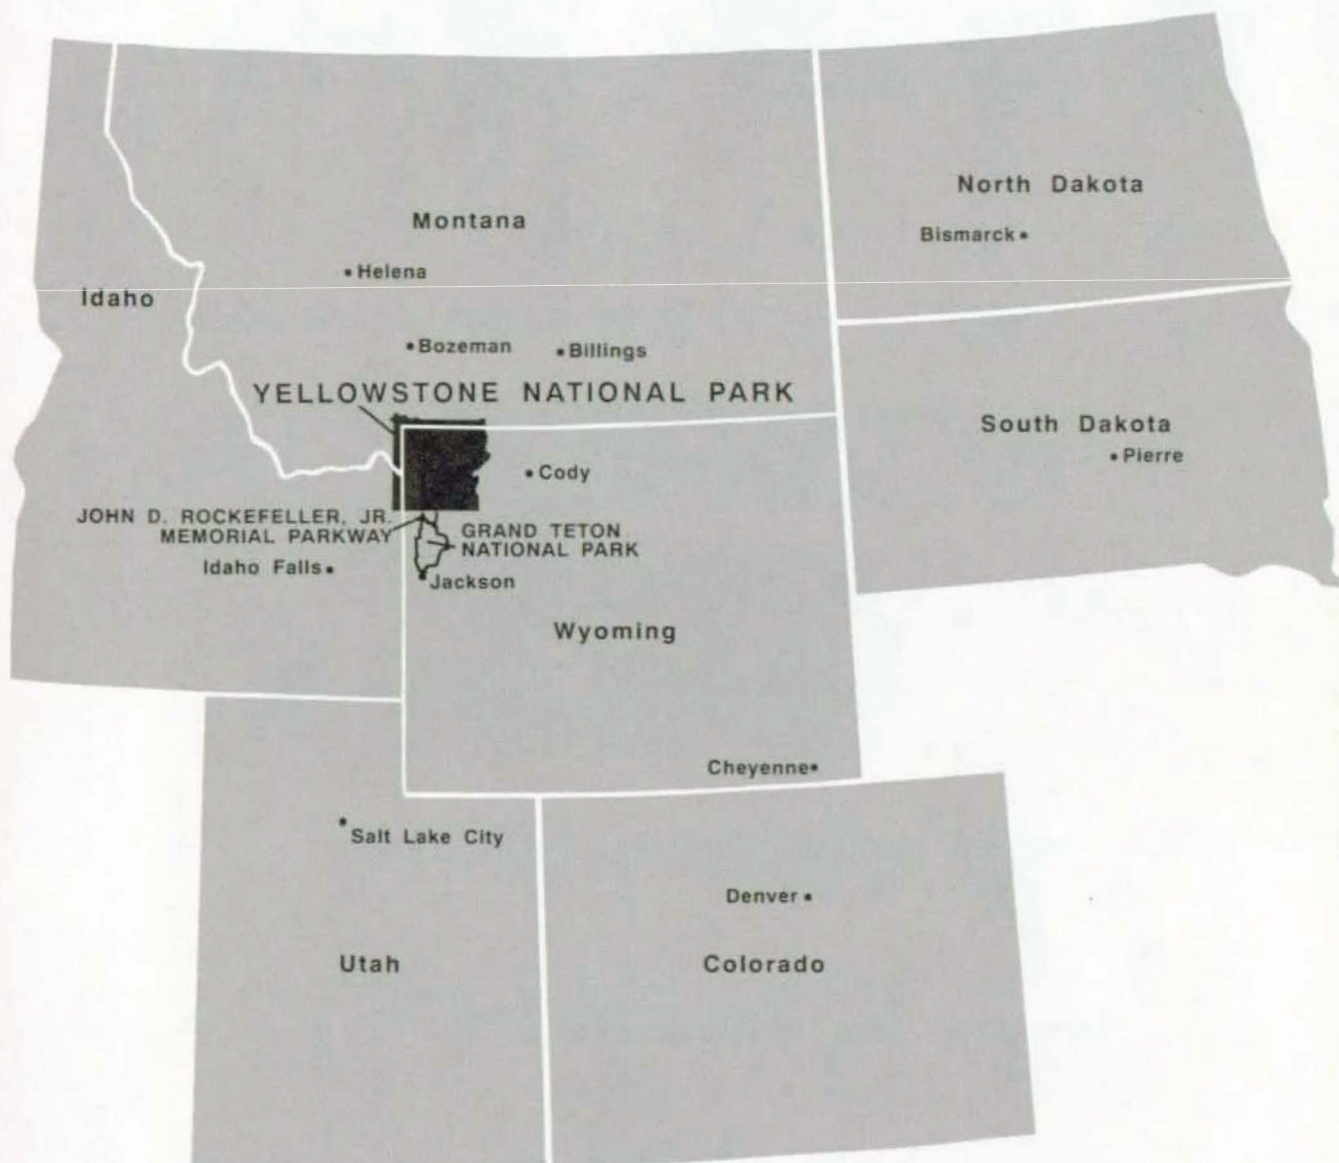 North Dakota
Bismarck
Montana
Helena
Idaho
Bozeman
Billings
YELLOWSTONE NATIONAL PARK
South Dakota
Pierre
Cody
JOHN D. ROCKEFELLER, JR.
MEMORIAL PARKWAY
GRAND TETON
NATIONAL PARK
Idaho Falls
Jackson
Wyoming
Cheyenne
Salt Lake City
Denver
Utah
Colorado